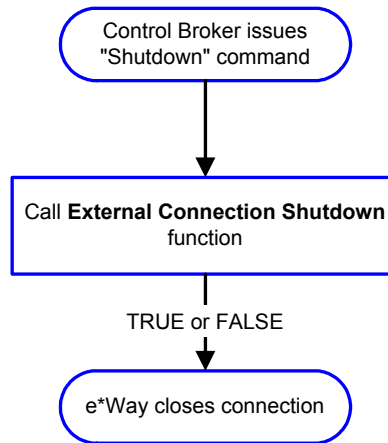 Control Broker issues
"Shutdown" command
Call External Connection Shutdown
function
TRUE or FALSE
e*Way closes connection